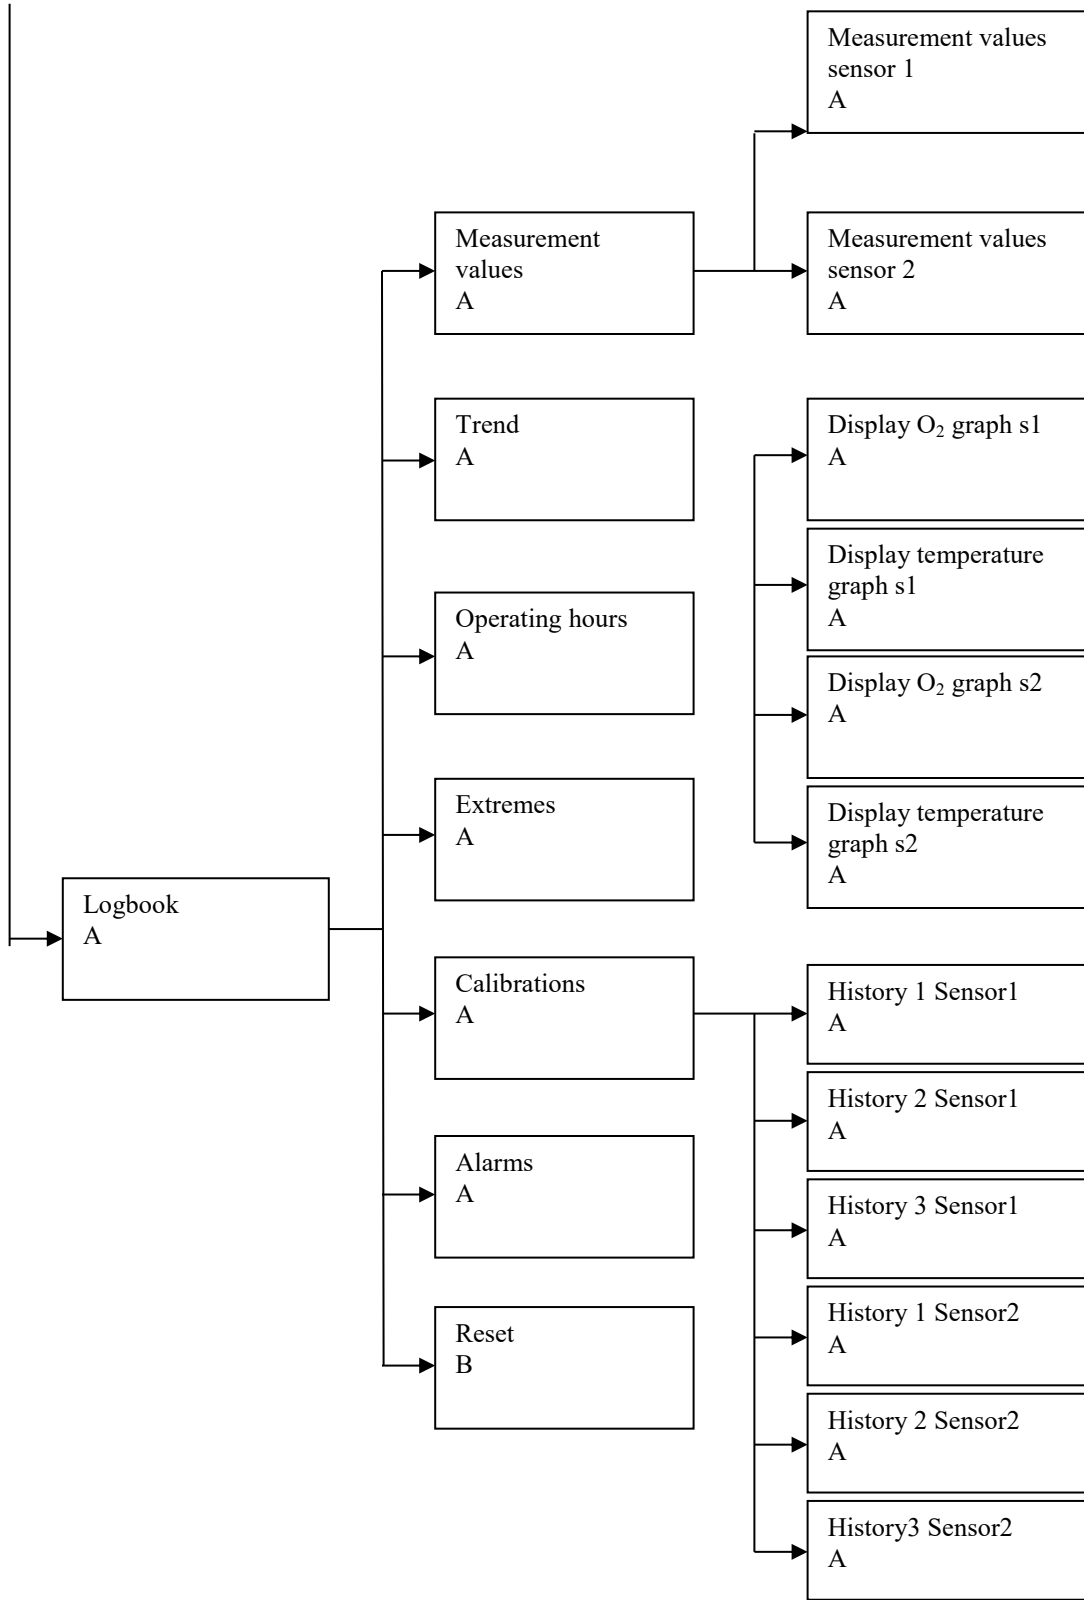 Logbook
A
Measurement
values
A
Trend
A
Operating hours
A
Extremes
A
Calibrations
A
Alarms
A
Reset
B
Measurement values
sensor 1
A
Measurement values
sensor 2
A
Display O₂ graph s1
A
Display temperature
graph s1
A
Display O₂ graph s2
A
Display temperature
graph s2
A
History 1 Sensor1
A
History 2 Sensor1
A
History 3 Sensor1
A
History 1 Sensor2
A
History 2 Sensor2
A
History3 Sensor2
A